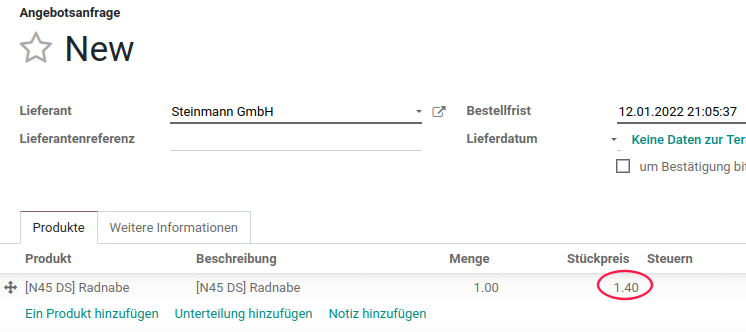 Angebotsanfrage
New
Lieferant Steinmann GmbH Bestellfrist 12.01.2022 21:05:37
Lieferantenreferenz Lieferdatum Keine Daten zur Ter
um Bestätigung bit
Produkte Weitere Informationen
Produkt Beschreibung Menge Stückpreis Steuern
[N45 DS] Radnabe [N45 DS] Radnabe 1.00 1.40
Ein Produkt hinzufügen Unterteilung hinzufügen Notiz hinzufügen